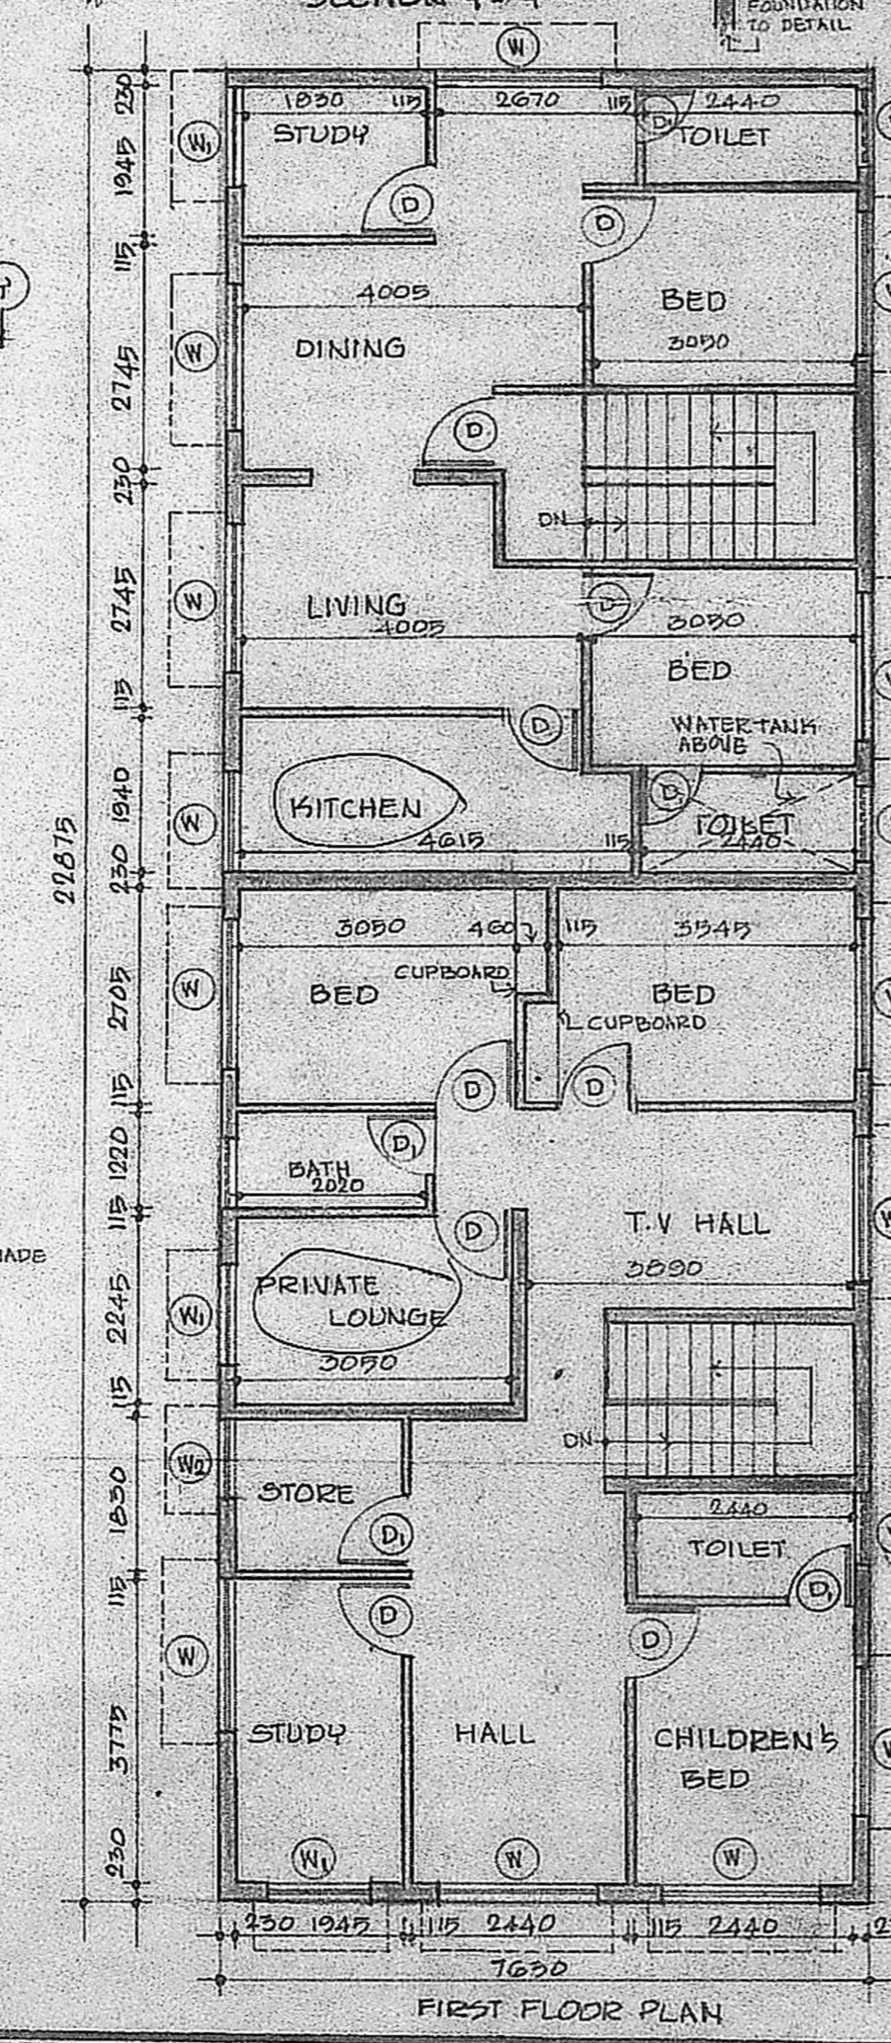 FOUNDATION
TO DETAIL
W
230
1830
115
2670
115
2440
W1
STUDY
D1
TOILET
1945
D
D
115
4005
BED
W
DINING
3050
2745
D
230
DN
W
2745
LIVING
D
4005
3050
BED
115
D
WATER TANK
ABOVE
1940
W
KITCHEN
D1
TOILET
4615
115
2440
22875
230
3050
460
115
3545
W
BED
CUPBOARD
BED
2705
CUPBOARD
115
D
D
D1
1220
BATH
2020
115
D
T.V HALL
3890
W1
PRIVATE
LOUNGE
2245
3050
115
DN
W2
STORE
1830
2440
D1
TOILET
115
D1
D
D
W
STUDY
HALL
CHILDREN'S
BED
3775
230
W1
W
W
230
1945
115
2440
115
2440
7630
FIRST FLOOR PLAN